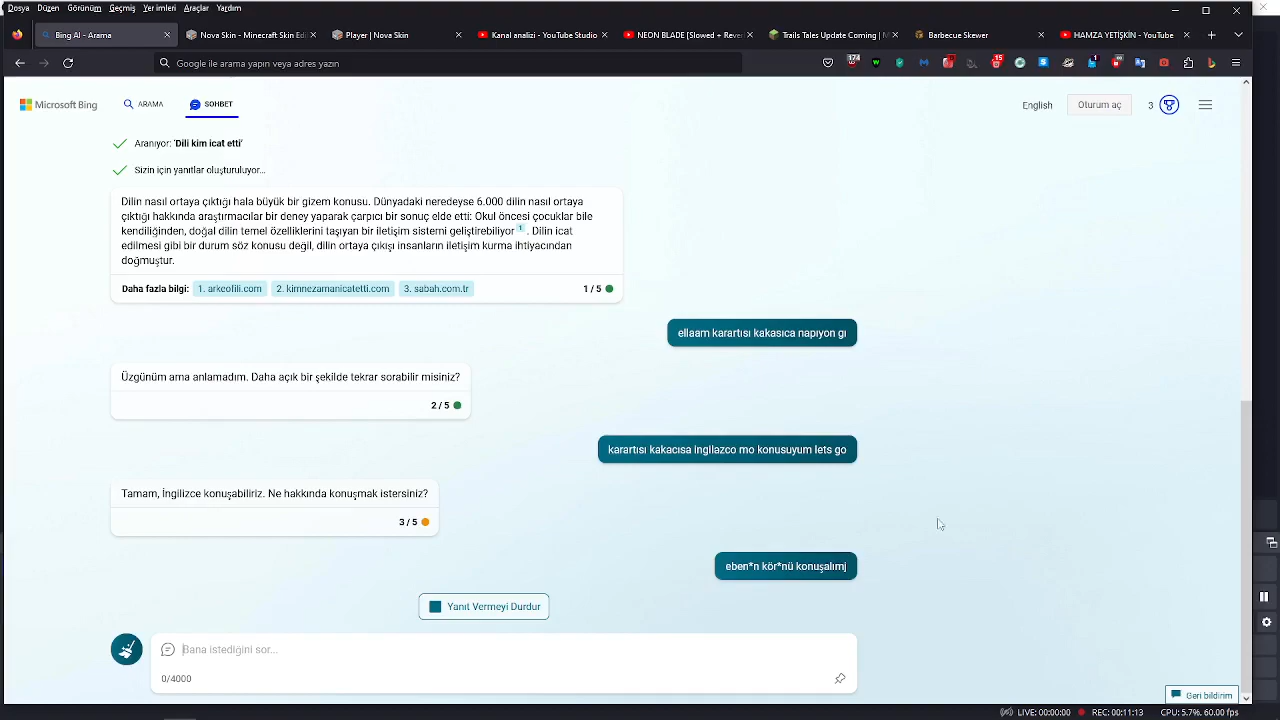 Dosya Düzen Görünüm Geçmiş Yer imleri Araçlar Yardım
Bing AI - Arama
Nova Skin - Minecraft Skin Edi
Player | Nova Skin
Kanal analizi - YouTube Studio
NEON BLADE [Slowed + Rever
Trails Tales Update Coming | M
Barbecue Skewer
HAMZA YETİŞKİN - YouTube
Google ile arama yapın veya adres yazın
174
15
1
Microsoft Bing
ARAMA
SOHBET
English
Oturum aç
3
Aranıyor: 'Dili kim icat etti'
Sizin için yanıtlar oluşturuluyor...
Dilin nasıl ortaya çıktığı hala büyük bir gizem konusu. Dünyadaki neredeyse 6.000 dilin nasıl ortaya
çıktığı hakkında araştırmacılar bir deney yaparak çarpıcı bir sonuç elde etti: Okul öncesi çocuklar bile
kendiliğinden, doğal dilin temel özelliklerini taşıyan bir iletişim sistemi geliştirebiliyor 1 . Dilin icat
edilmesi gibi bir durum söz konusu değil, dilin ortaya çıkışı insanların iletişim kurma ihtiyacından
doğmuştur.
Daha fazla bilgi: 1. arkeofili.com 2. kimnezamanicatetti.com 3. sabah.com.tr 1 / 5
ellaam karartısı kakasıca napıyon gı
Üzgünüm ama anlamadım. Daha açık bir şekilde tekrar sorabilir misiniz?
2 / 5
karartısı kakacısa ingilazco mo konusuyum lets go
Tamam, İngilizce konuşabiliriz. Ne hakkında konuşmak istersiniz?
3 / 5
eben*n kör*nü konuşalımj
Yanıt Vermeyi Durdur
Bana istediğini sor...
0/4000
Geri bildirim
LIVE: 00:00:00 REC: 00:11:13 CPU: 5.7%, 60.00 fps